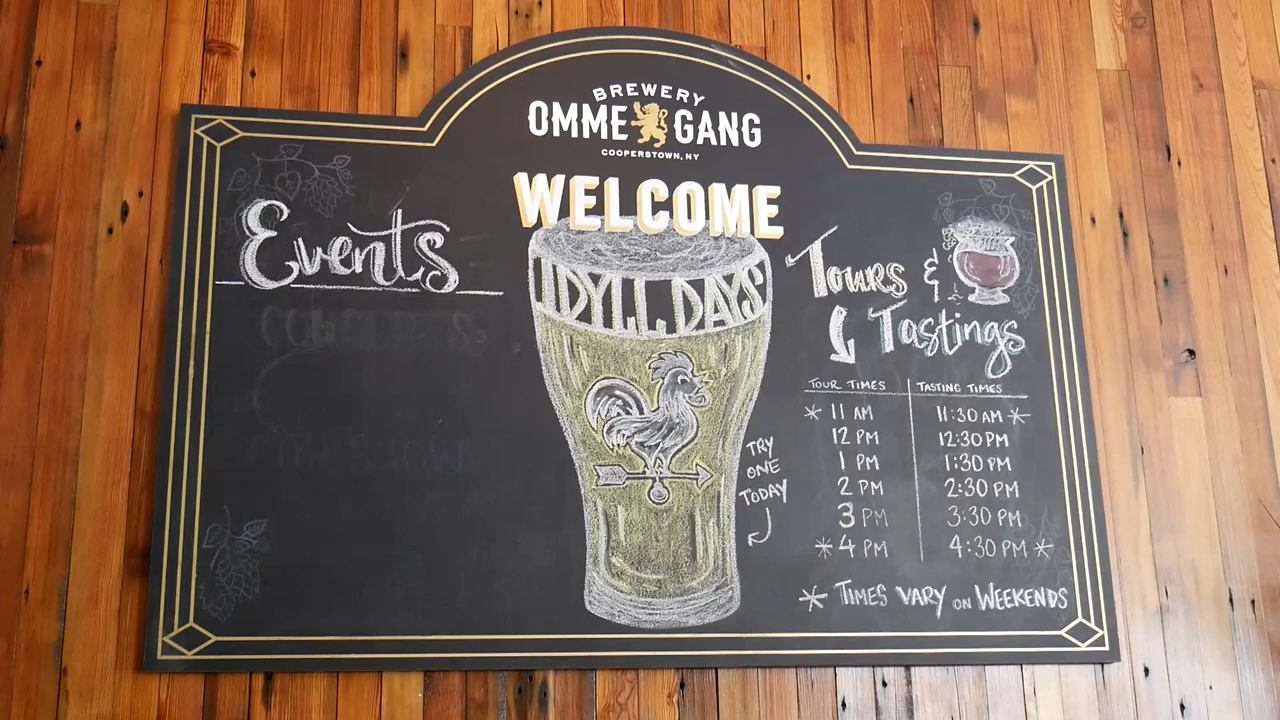 BREWERY
OMMEGANG
COOPERSTOWN, NY
WELCOME
Events
IDYLL DAYS
TRY
ONE
TODAY
Tours &
Tastings
TOUR TIMES TASTING TIMES
* 11 AM 11:30 AM *
12 PM 12:30 PM
1 PM 1:30 PM
2 PM 2:30 PM
3 PM 3:30 PM
* 4 PM 4:30 PM *
* TIMES VARY ON WEEKENDS